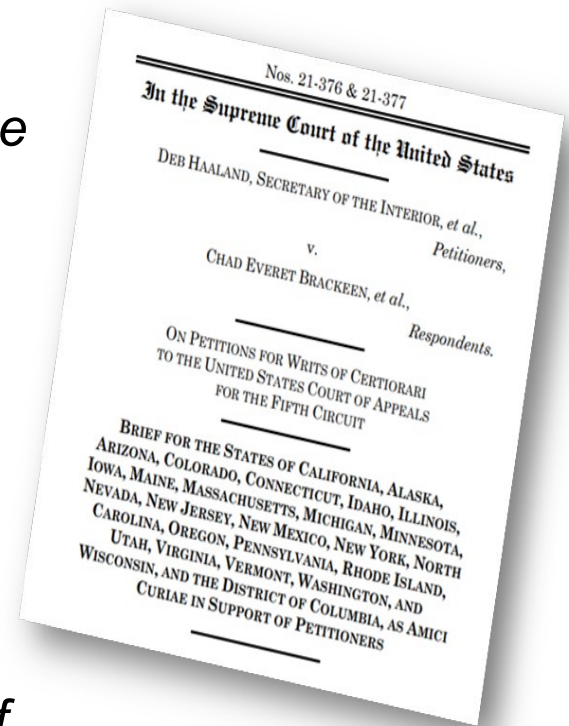 e
Nos. 21-376 & 21-377
In the Supreme Court of the United States
DEB HAALAND, SECRETARY OF THE INTERIOR, et al.,
Petitioners,
v.
CHAD EVERET BRACKEEN, et al.,
Respondents.
ON PETITIONS FOR WRITS OF CERTIORARI
TO THE UNITED STATES COURT OF APPEALS
FOR THE FIFTH CIRCUIT
BRIEF FOR THE STATES OF CALIFORNIA, ALASKA,
ARIZONA, COLORADO, CONNECTICUT, IDAHO, ILLINOIS,
IOWA, MAINE, MASSACHUSETTS, MICHIGAN, MINNESOTA,
NEVADA, NEW JERSEY, NEW MEXICO, NEW YORK, NORTH
CAROLINA, OREGON, PENNSYLVANIA, RHODE ISLAND,
UTAH, VIRGINIA, VERMONT, WASHINGTON, AND
WISCONSIN, AND THE DISTRICT OF COLUMBIA, AS AMICI
CURIAE IN SUPPORT OF PETITIONERS
f